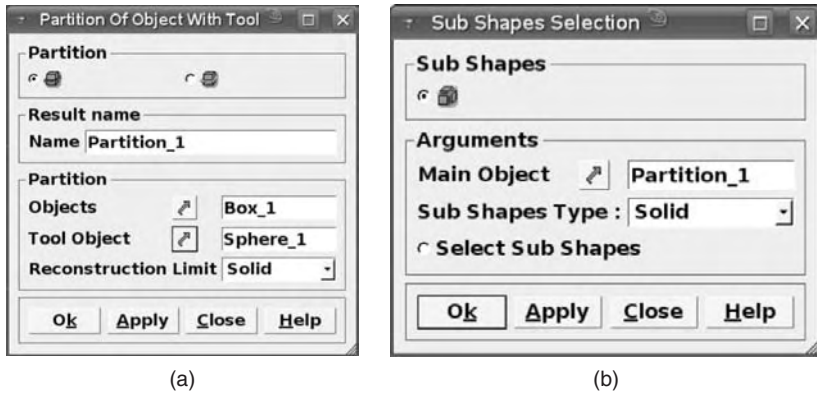 Partition Of Object With Tool
Partition
Result name
Name Partition_1
Partition
Objects Box_1
Tool Object Sphere_1
Reconstruction Limit Solid
Ok Apply Close Help
(a)
Sub Shapes Selection
Sub Shapes
Arguments
Main Object Partition_1
Sub Shapes Type : Solid
Select Sub Shapes
Ok Apply Close Help
(b)